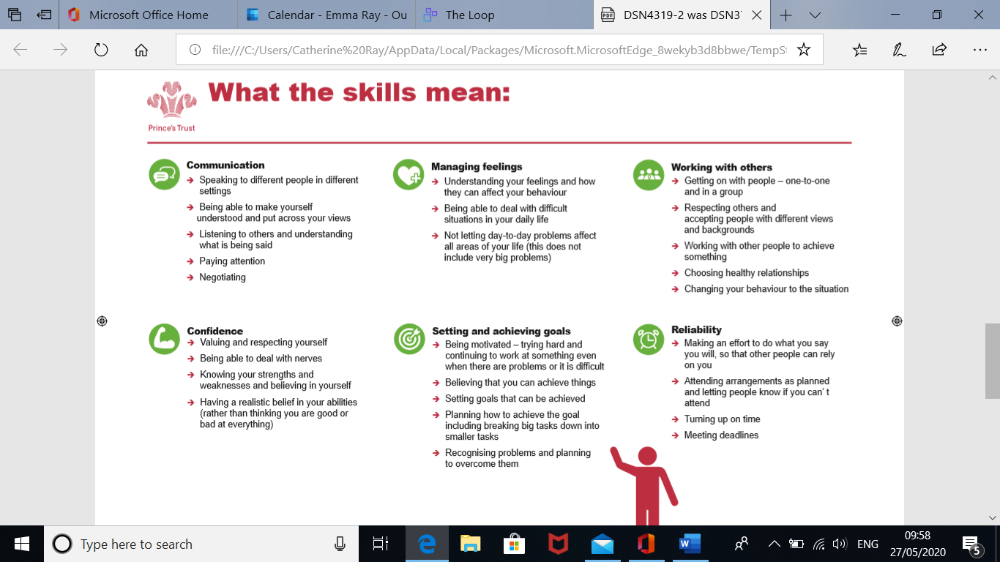 Microsoft Office Home
Calendar - Emma Ray - Ou
The Loop
DSN4319-2 was DSN3
file:///C:/Users/Catherine%20Ray/AppData/Local/Packages/Microsoft.MicrosoftEdge_8wekyb3d8bbwe/TempSt
What the skills mean:
Prince's Trust
Communication
→ Speaking to different people in different
settings
→ Being able to make yourself
understood and put across your views
→ Listening to others and understanding
what is being said
→ Paying attention
→ Negotiating
Managing feelings
→ Understanding your feelings and how
they can affect your behaviour
→ Being able to deal with difficult
situations in your daily life
→ Not letting day-to-day problems affect
all areas of your life (this does not
include very big problems)
Working with others
→ Getting on with people – one-to-one
and in a group
→ Respecting others and
accepting people with different views
and backgrounds
→ Working with other people to achieve
something
→ Choosing healthy relationships
→ Changing your behaviour to the situation
Confidence
→ Valuing and respecting yourself
→ Being able to deal with nerves
→ Knowing your strengths and
weaknesses and believing in yourself
→ Having a realistic belief in your abilities
(rather than thinking you are good or
bad at everything)
Setting and achieving goals
→ Being motivated – trying hard and
continuing to work at something even
when there are problems or it is difficult
→ Believing that you can achieve things
→ Setting goals that can be achieved
→ Planning how to achieve the goal
including breaking big tasks down into
smaller tasks
→ Recognising problems and planning
to overcome them
Reliability
→ Making an effort to do what you say
you will, so that other people can rely
on you
→ Attending arrangements as planned
and letting people know if you can' t
attend
→ Turning up on time
→ Meeting deadlines
Type here to search
ENG
09:58
27/05/2020
5